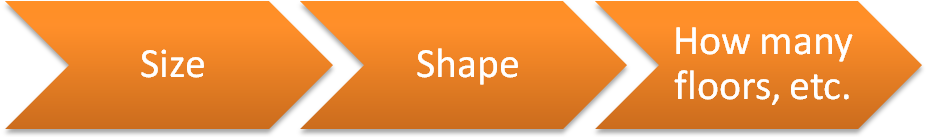 Size
Shape
How many
floors, etc.